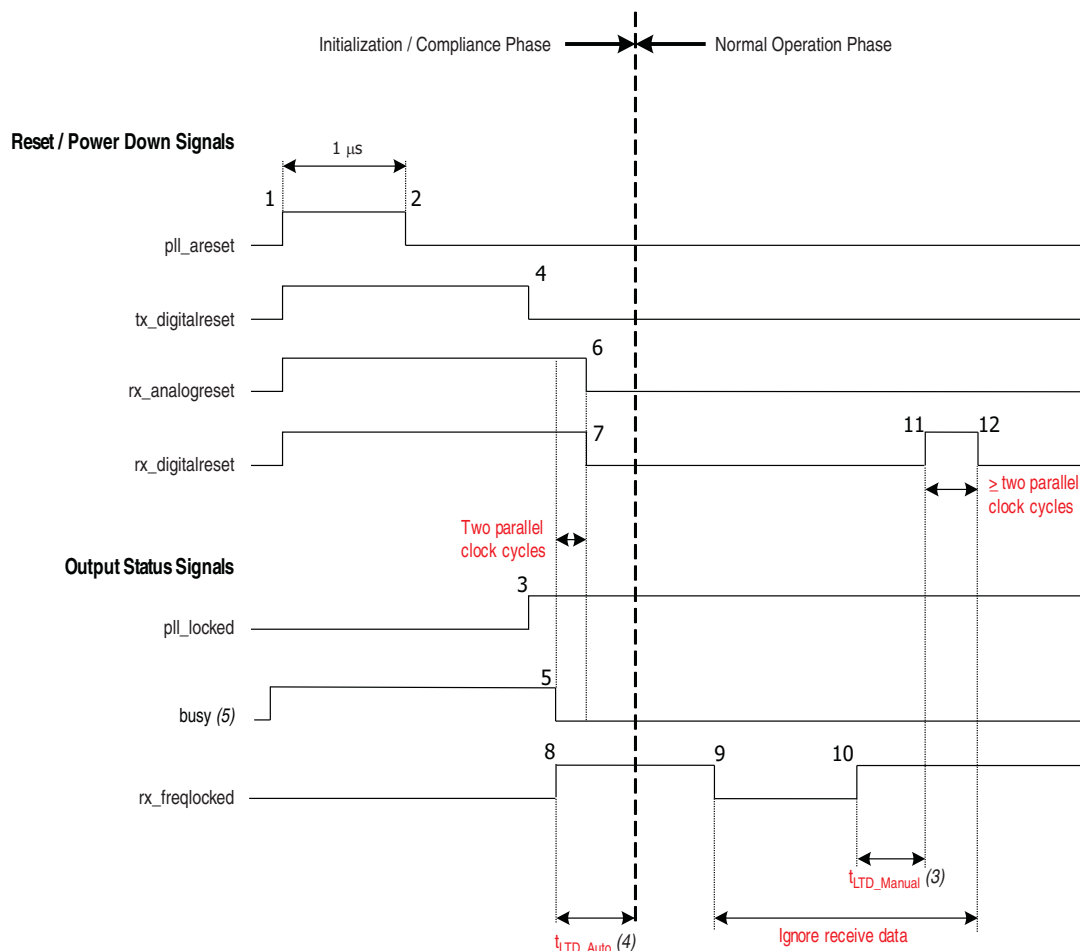 Initialization / Compliance Phase
Normal Operation Phase
Reset / Power Down Signals
1 μs
1
2
pll_areset
4
tx_digitalreset
6
rx_analogreset
7
11
12
rx_digitalreset
≥ two parallel
clock cycles
Two parallel
clock cycles
Output Status Signals
3
pll_locked
5
busy (5)
8
9
10
rx_freqlocked
tLTD_Manual (3)
Ignore receive data
tLTD_Auto (4)